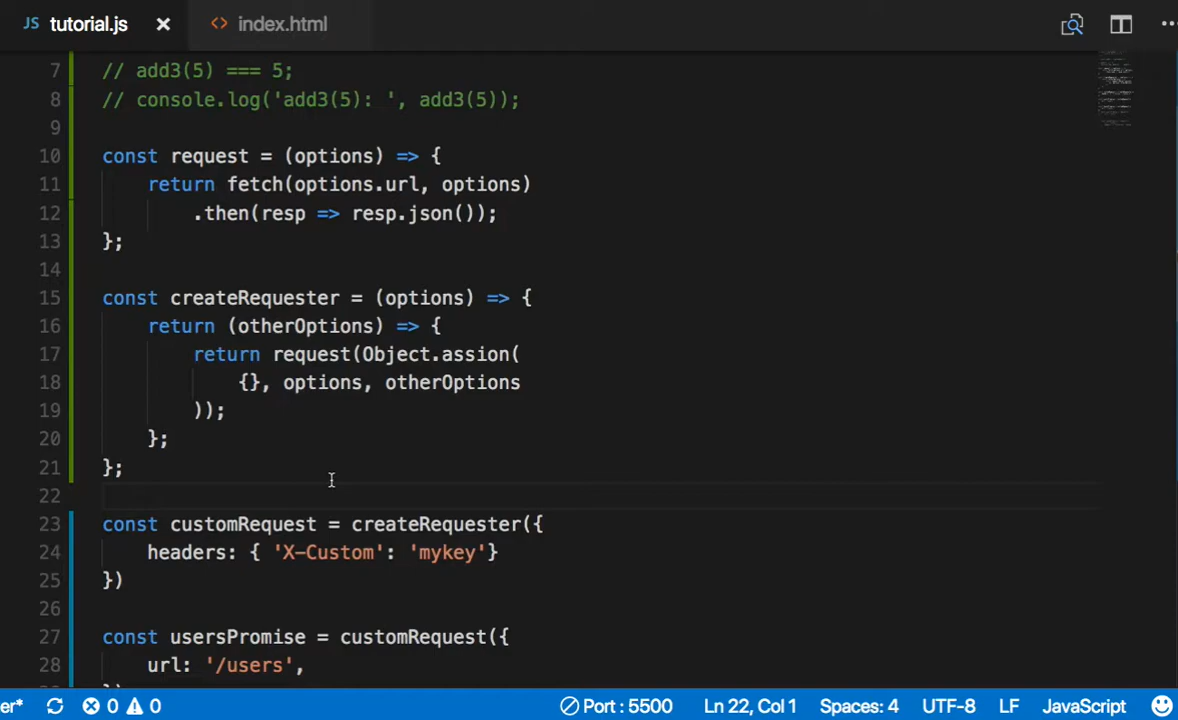 JS tutorial.js × <> index.html
7 // add3(5) === 5;
8 // console.log('add3(5): ', add3(5));
9
10 const request = (options) => {
11 return fetch(options.url, options)
12 .then(resp => resp.json());
13 };
14
15 const createRequester = (options) => {
16 return (otherOptions) => {
17 return request(Object.assion(
18 {}, options, otherOptions
19 ));
20 };
21 };
22
23 const customRequest = createRequester({
24 headers: { 'X-Custom': 'mykey'}
25 })
26
27 const usersPromise = customRequest({
28 url: '/users',
er* 0 0 Port : 5500 Ln 22, Col 1 Spaces: 4 UTF-8 LF JavaScript